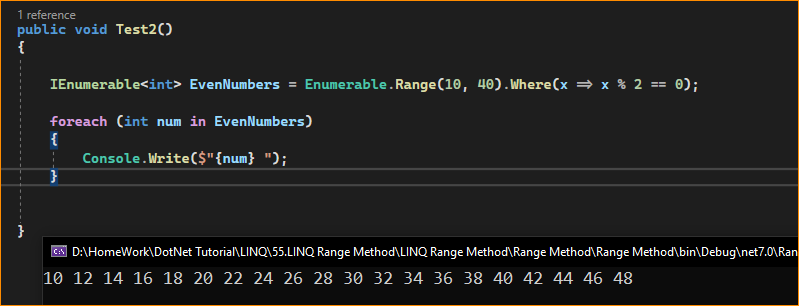 1 reference
public void Test2()
{
IEnumerable<int> EvenNumbers = Enumerable.Range(10, 40).Where(x => x % 2 == 0);
foreach (int num in EvenNumbers)
{
Console.Write($"{num} ");
}
}
D:\HomeWork\DotNet Tutorial\LINQ\55.LINQ Range Method\LINQ Range Method\Range Method\Range Method\bin\Debug\net7.0\Ran
10 12 14 16 18 20 22 24 26 28 30 32 34 36 38 40 42 44 46 48